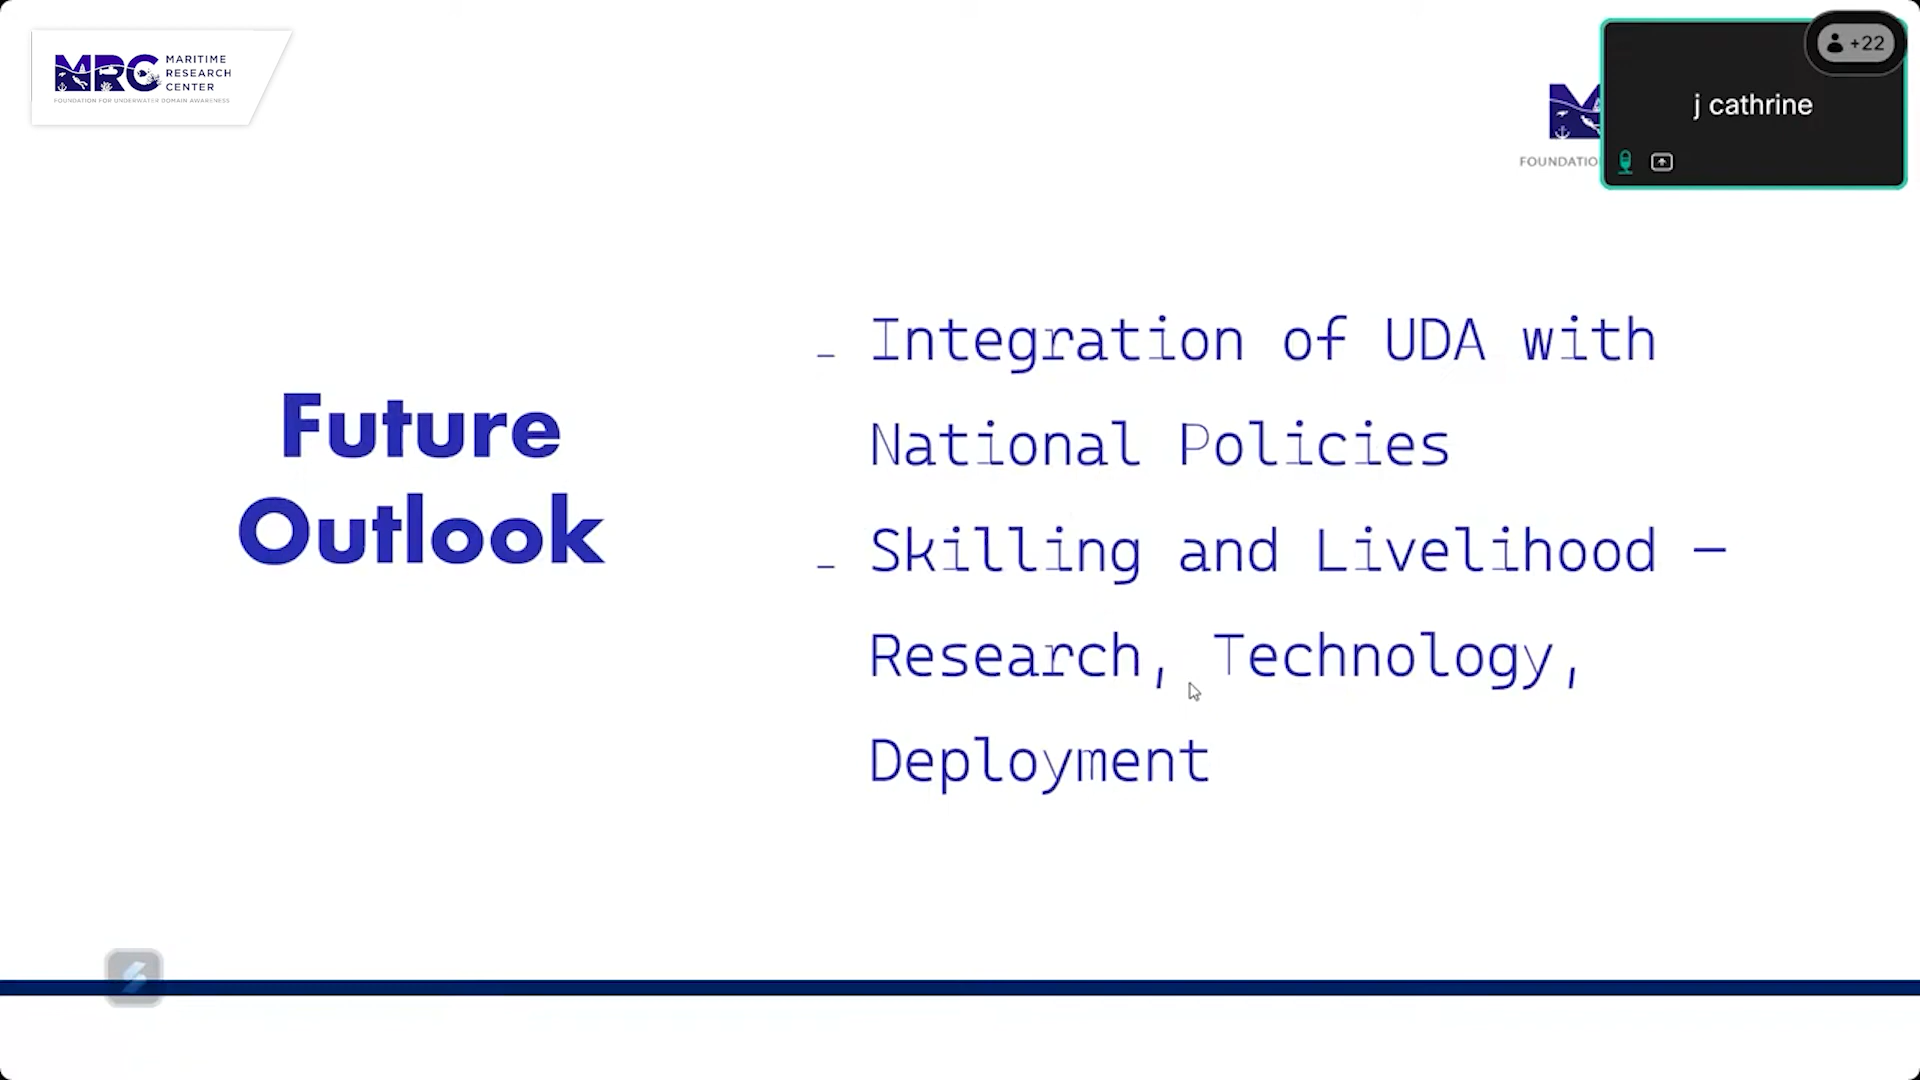 MRC MARITIME
RESEARCH
CENTER
FOUNDATION FOR UNDERWATER DOMAIN AWARENESS
+22
j cathrine
FOUNDATIO
Future
Outlook
– Integration of UDA with
National Policies
– Skilling and Livelihood –
Research, Technology,
Deployment